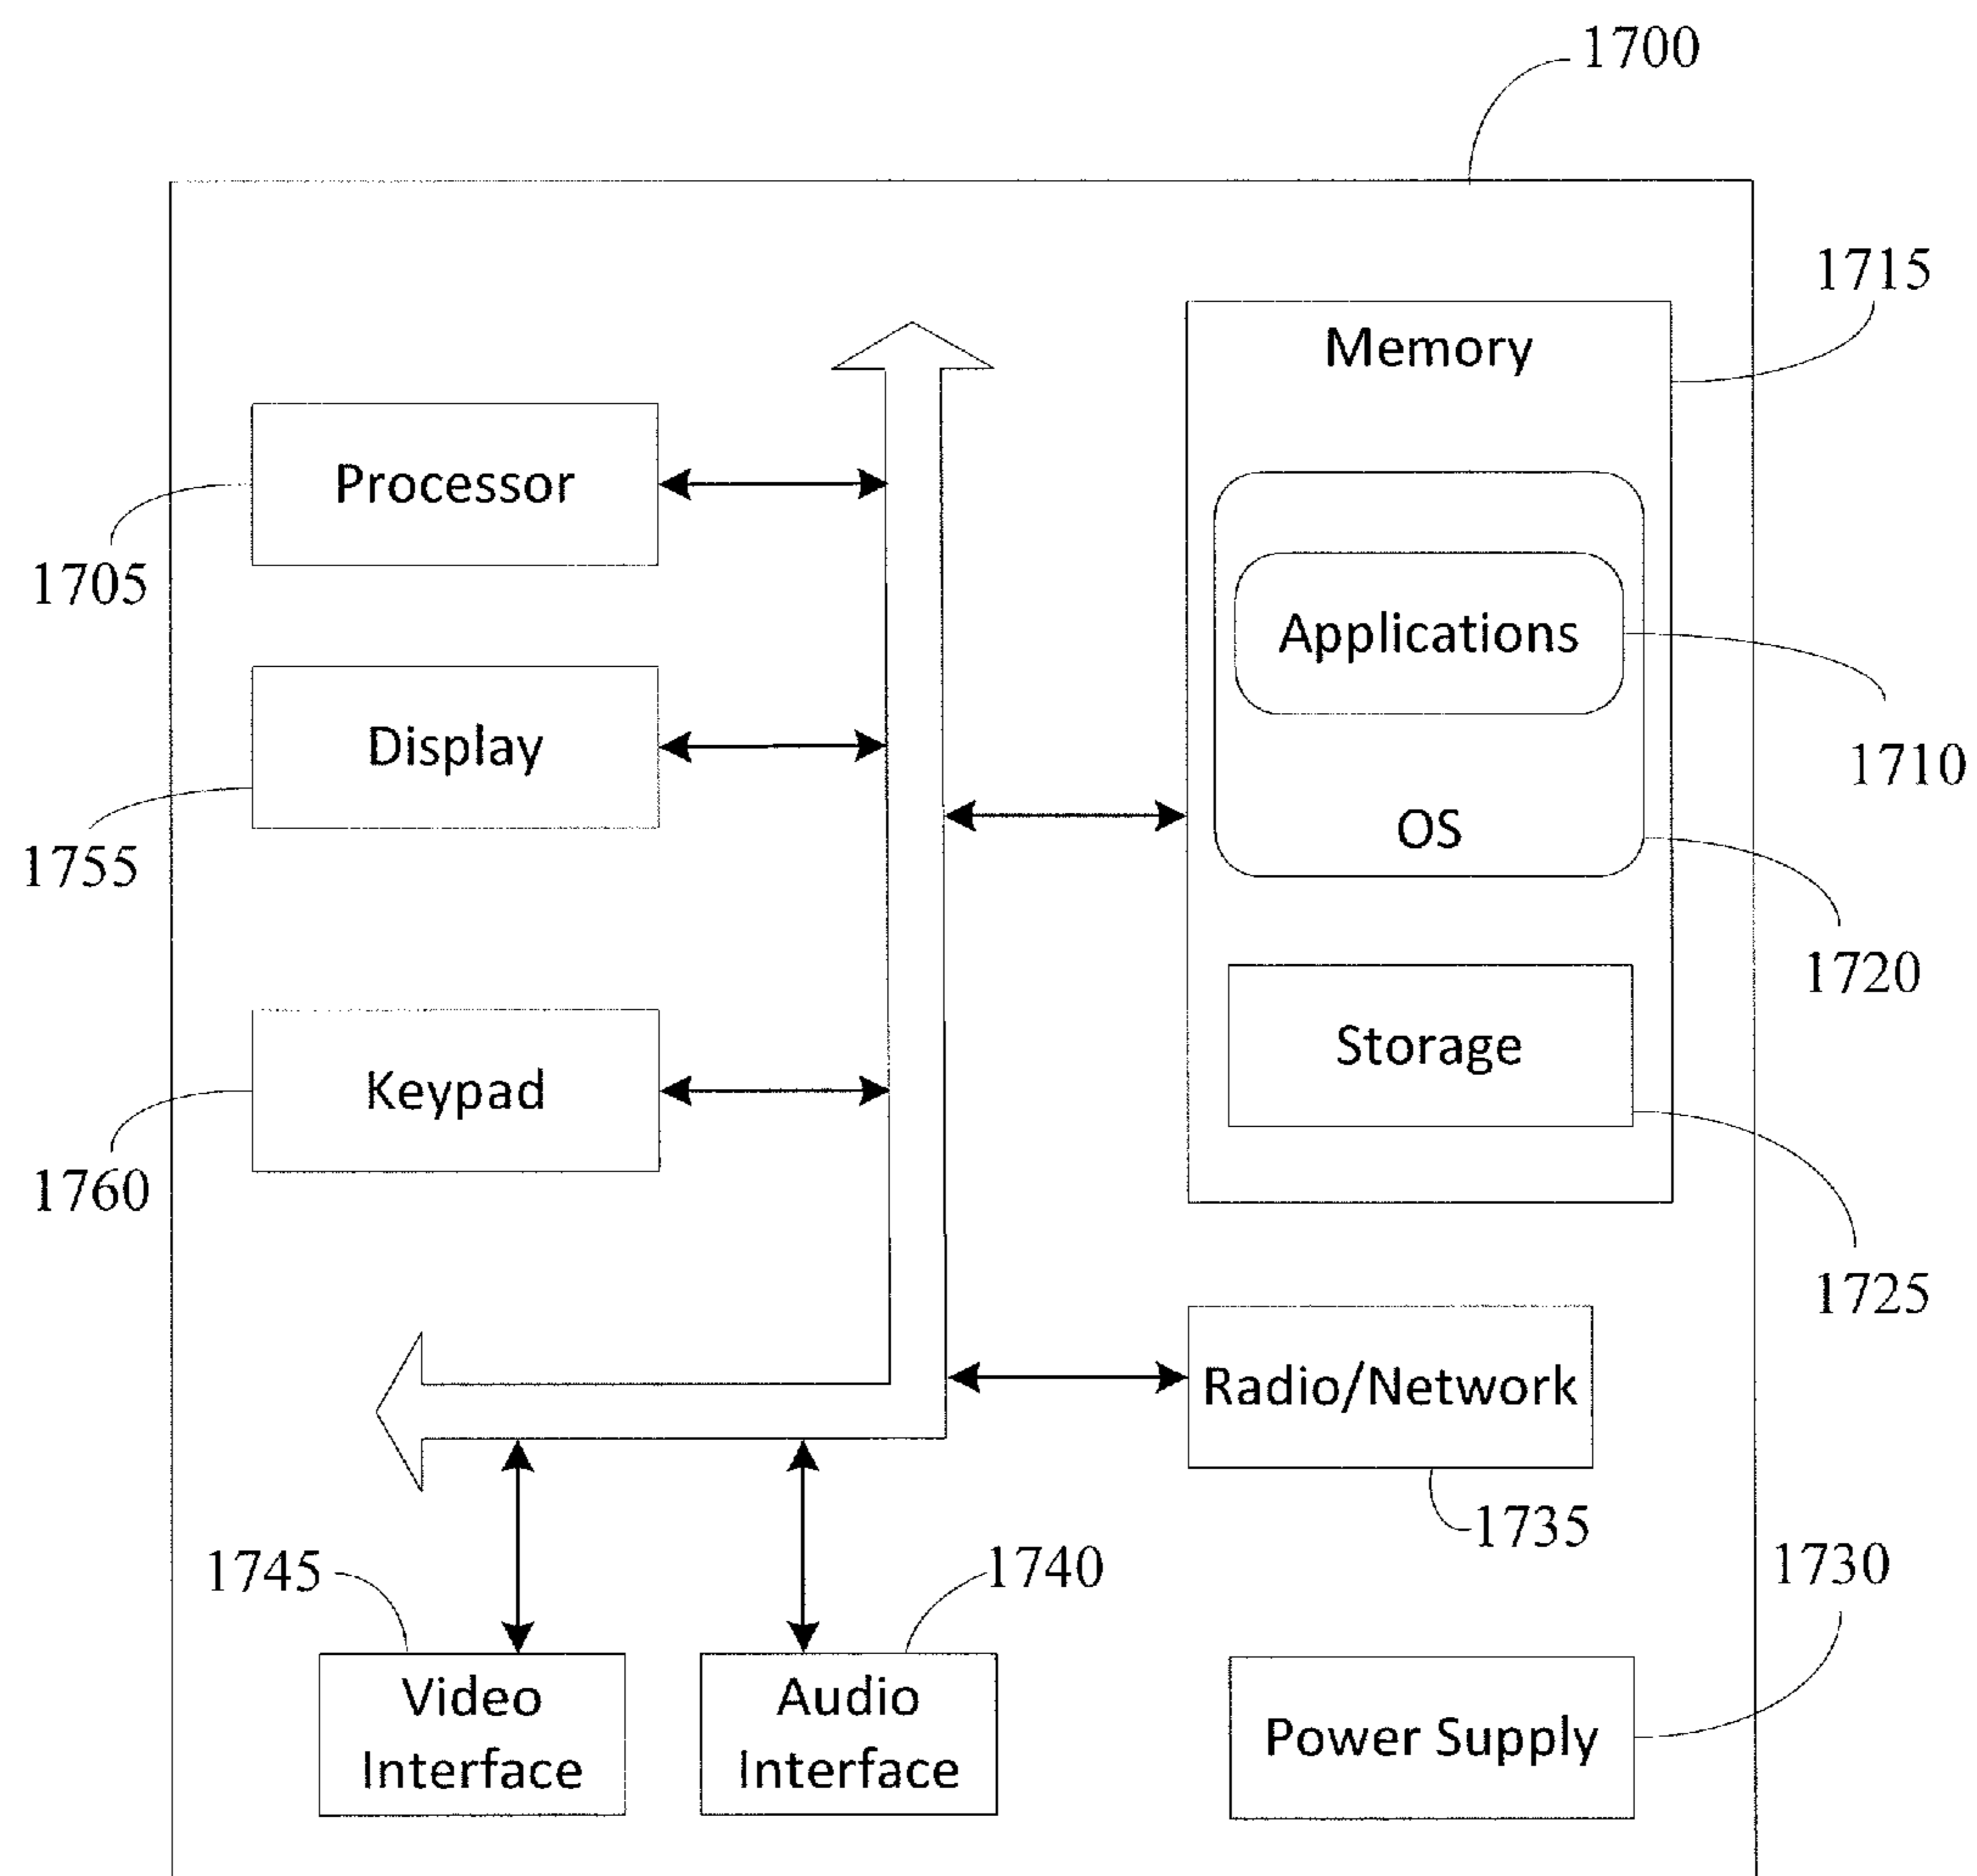 1700
1715
Memory
Processor
1705
Applications
Display
1710
OS
1755
1720
Storage
Keypad
1760
1725
Radio/Network
1735
1745
1740
1730
Video
Interface
Audio
Interface
Power Supply